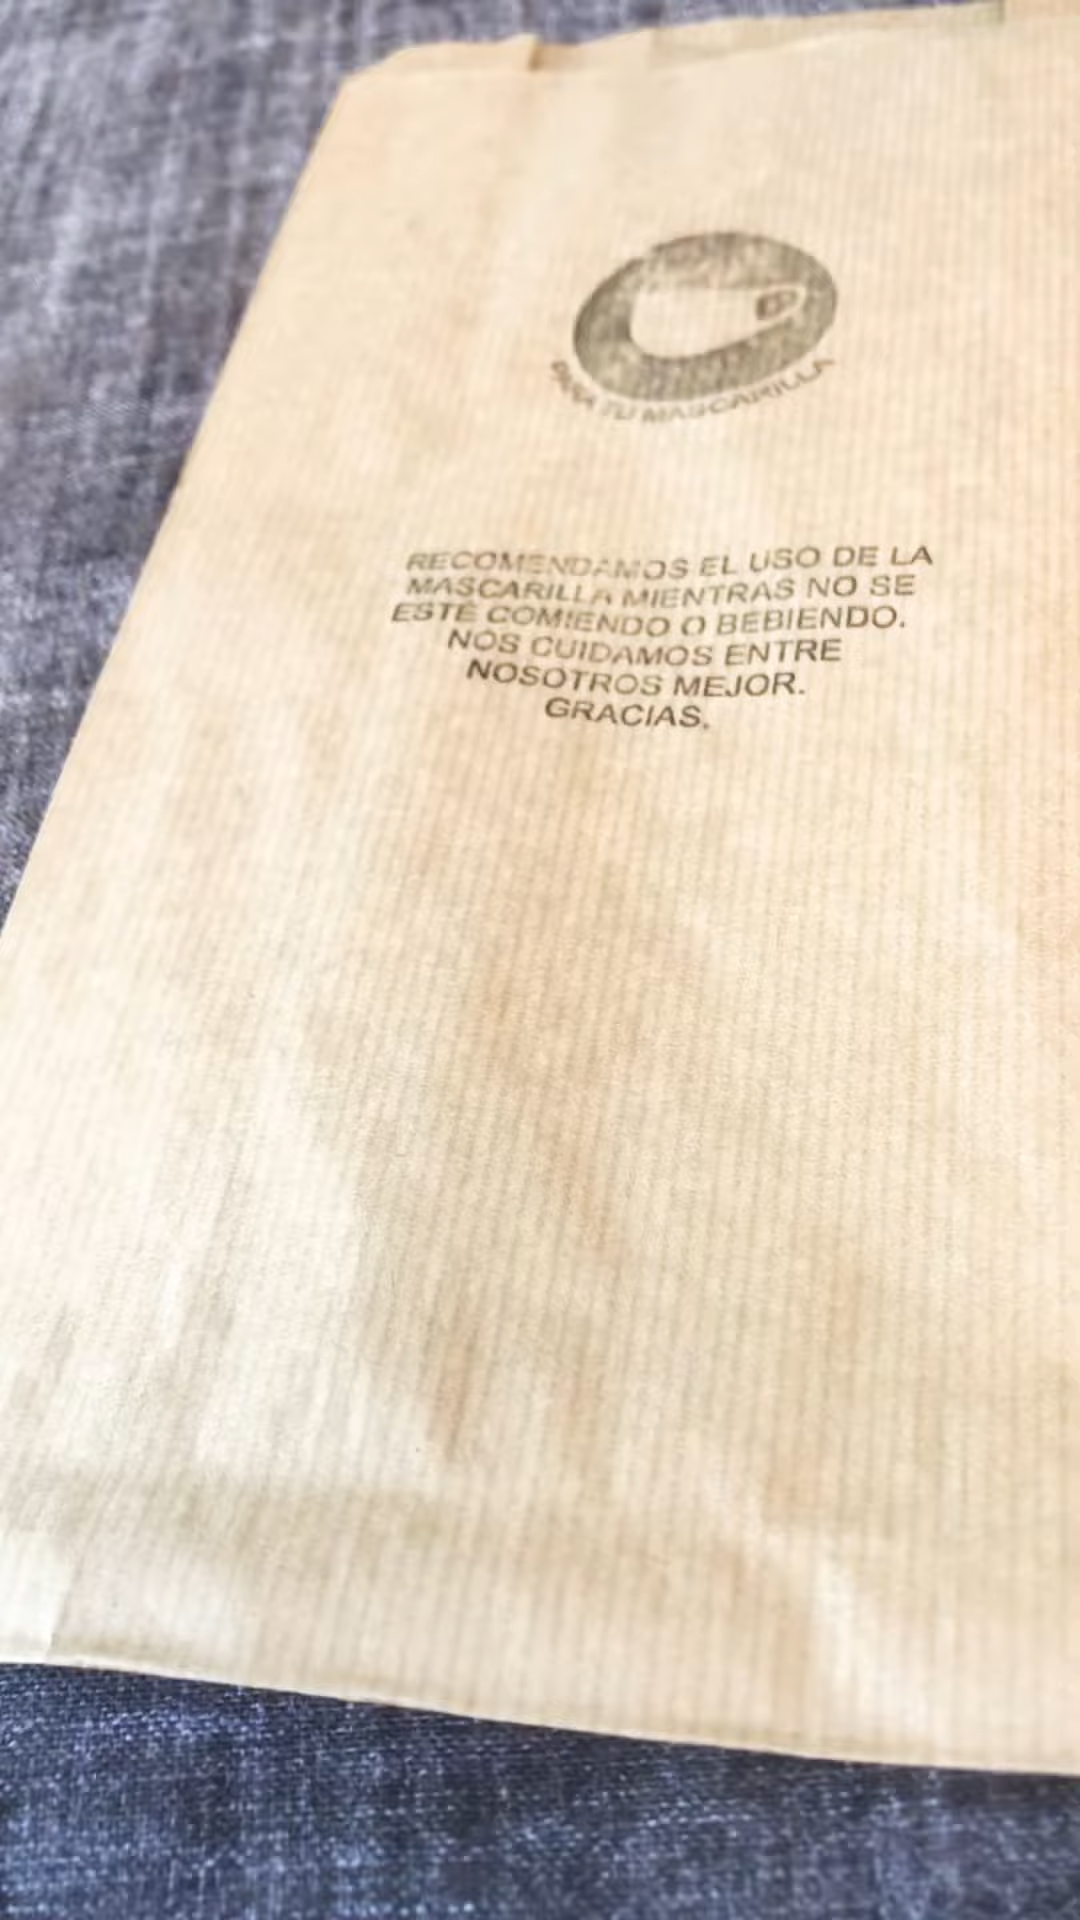 PARA TU MASCARILLA
RECOMENDAMOS EL USO DE LA
MASCARILLA MIENTRAS NO SE
ESTÉ COMIENDO O BEBIENDO.
NOS CUIDAMOS ENTRE
NOSOTROS MEJOR.
GRACIAS.